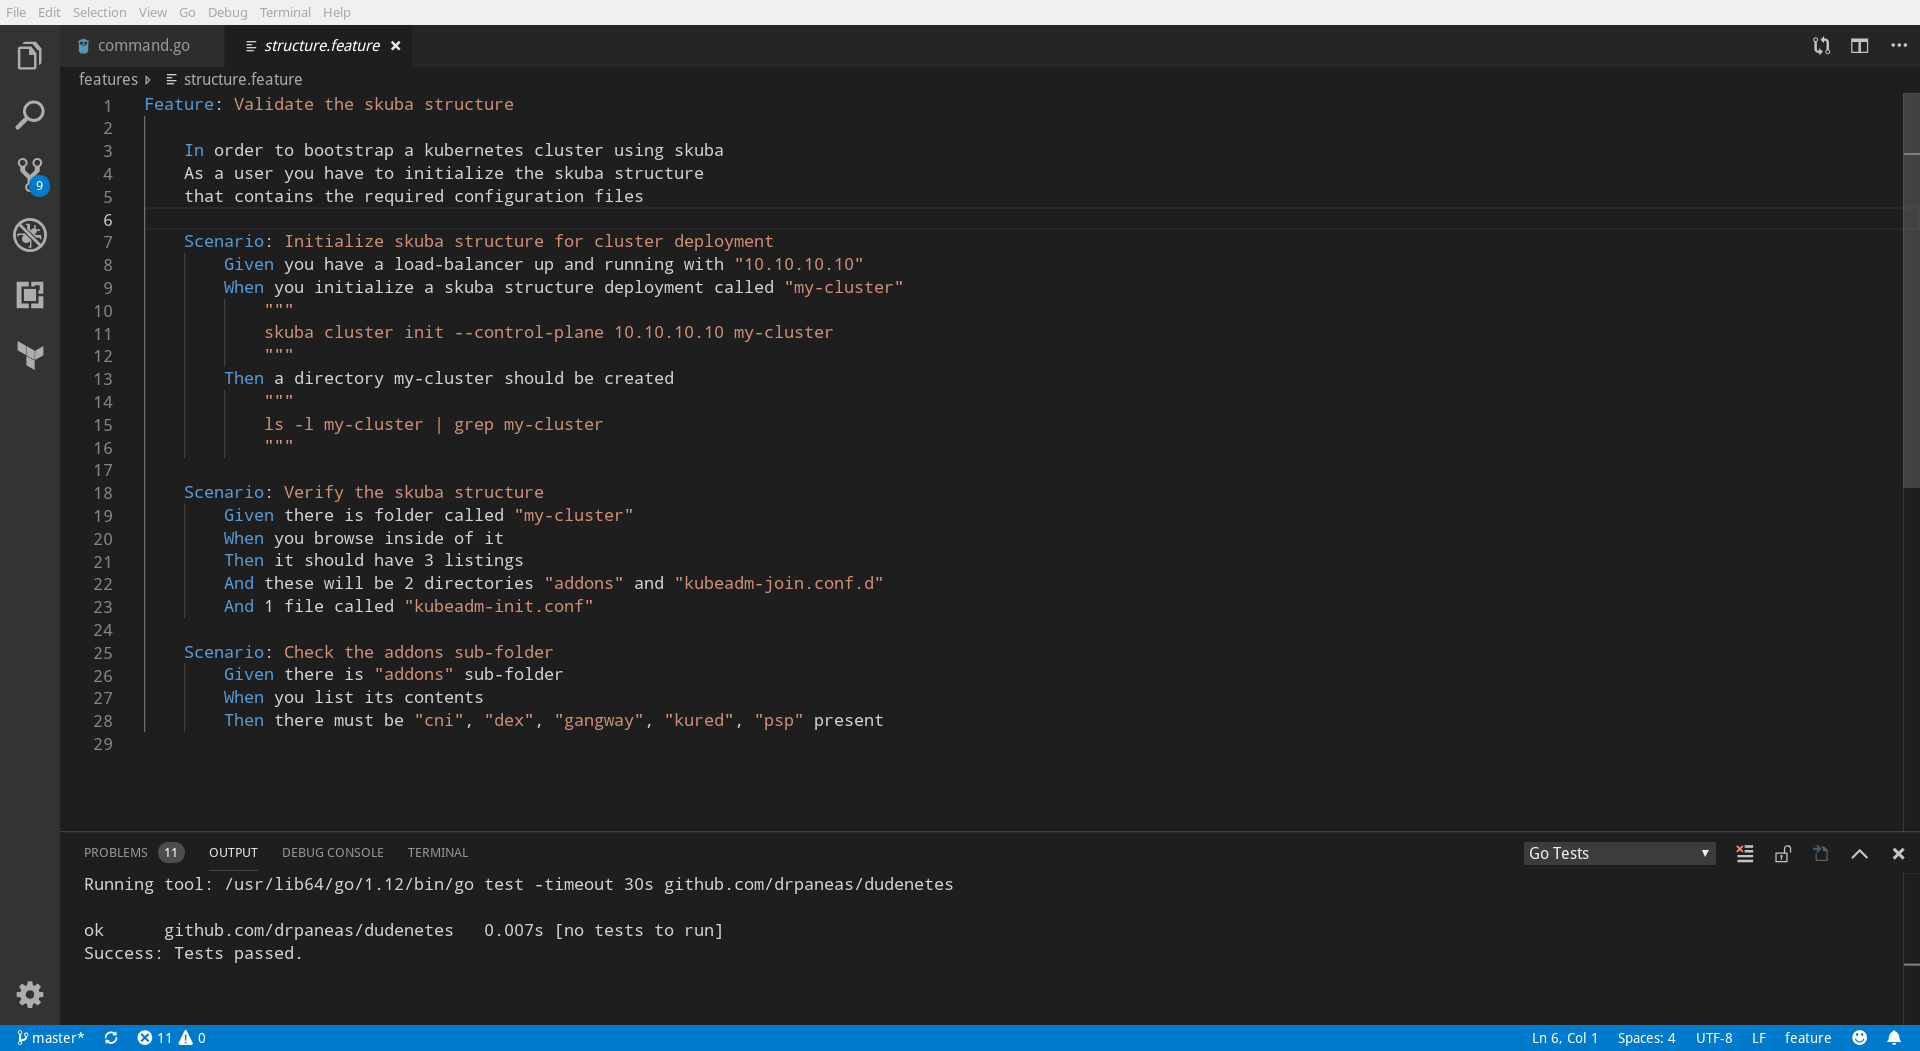 File Edit Selection View Go Debug Terminal Help
command.go structure.feature
features structure.feature
1 Feature: Validate the skuba structure
2
3 In order to bootstrap a kubernetes cluster using skuba
4 As a user you have to initialize the skuba structure
5 that contains the required configuration files
6
7 Scenario: Initialize skuba structure for cluster deployment
8 Given you have a load-balancer up and running with "10.10.10.10"
9 When you initialize a skuba structure deployment called "my-cluster"
10 """
11 skuba cluster init --control-plane 10.10.10.10 my-cluster
12 """
13 Then a directory my-cluster should be created
14 """
15 ls -l my-cluster | grep my-cluster
16 """
17
18 Scenario: Verify the skuba structure
19 Given there is folder called "my-cluster"
20 When you browse inside of it
21 Then it should have 3 listings
22 And these will be 2 directories "addons" and "kubeadm-join.conf.d"
23 And 1 file called "kubeadm-init.conf"
24
25 Scenario: Check the addons sub-folder
26 Given there is "addons" sub-folder
27 When you list its contents
28 Then there must be "cni", "dex", "gangway", "kured", "psp" present
29
9
PROBLEMS 11 OUTPUT DEBUG CONSOLE TERMINAL Go Tests
Running tool: /usr/lib64/go/1.12/bin/go test -timeout 30s github.com/drpaneas/dudenetes
ok github.com/drpaneas/dudenetes 0.007s [no tests to run]
Success: Tests passed.
master* 11 0 Ln 6, Col 1 Spaces: 4 UTF-8 LF feature